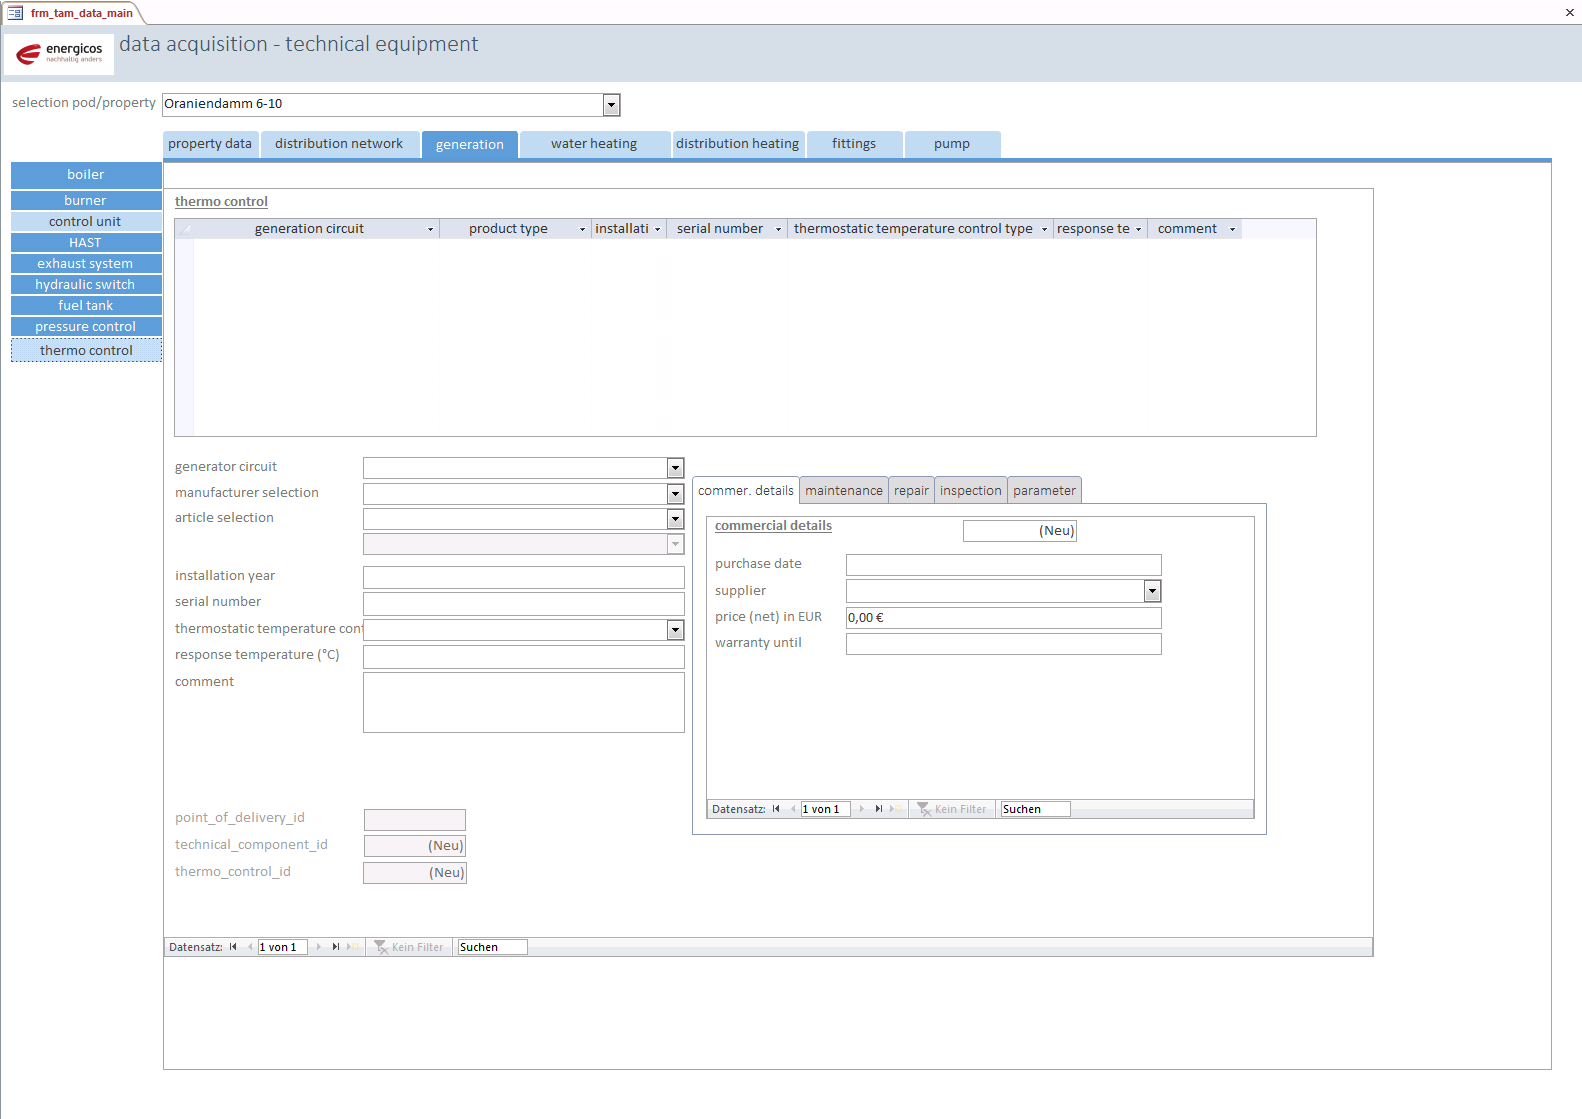 frm_tam_data_main
energicos
nachhaltig anders
data acquisition - technical equipment
selection pod/property Oraniendamm 6-10
property data distribution network generation water heating distribution heating fittings pump
boiler
burner
control unit
HAST
exhaust system
hydraulic switch
fuel tank
pressure control
thermo control
thermo control
generation circuit product type installati serial number thermostatic temperature control type response te comment
generator circuit
manufacturer selection
article selection
installation year
serial number
thermostatic temperature cont
response temperature (°C)
comment
point_of_delivery_id
technical_component_id (Neu)
thermo_control_id (Neu)
commer. details maintenance repair inspection parameter
commercial details (Neu)
purchase date
supplier
price (net) in EUR 0,00 €
warranty until
Datensatz: 1 von 1 Kein Filter Suchen
Datensatz: 1 von 1 Kein Filter Suchen